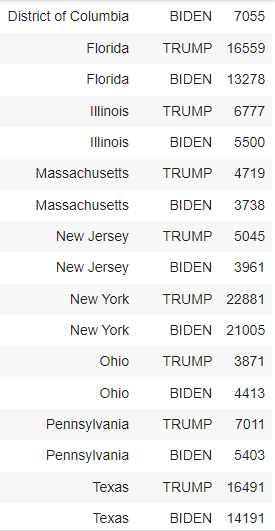 District of Columbia BIDEN 7055
Florida TRUMP 16559
Florida BIDEN 13278
Illinois TRUMP 6777
Illinois BIDEN 5500
Massachusetts TRUMP 4719
Massachusetts BIDEN 3738
New Jersey TRUMP 5045
New Jersey BIDEN 3961
New York TRUMP 22881
New York BIDEN 21005
Ohio TRUMP 3871
Ohio BIDEN 4413
Pennsylvania TRUMP 7011
Pennsylvania BIDEN 5403
Texas TRUMP 16491
Texas BIDEN 14191